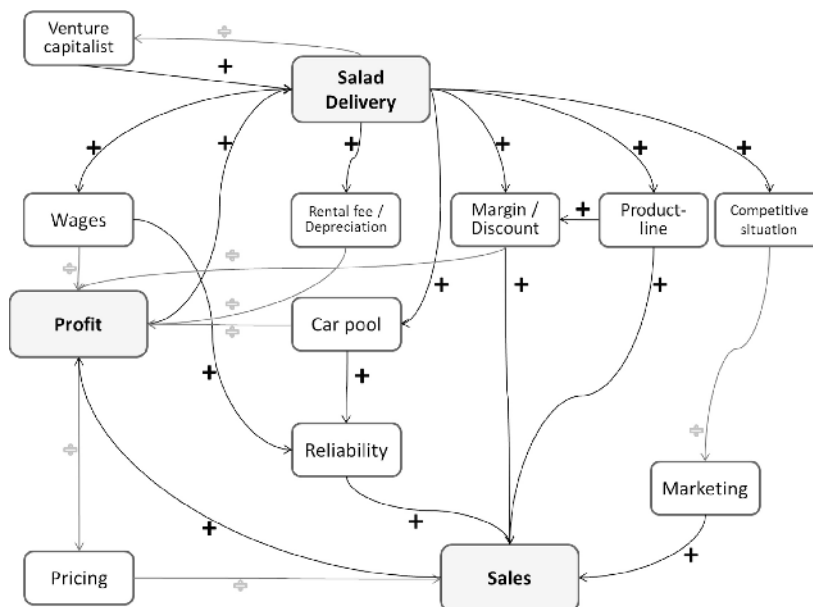 Venture
capitalist
÷
+
Salad
Delivery
+
+
+
+
+
+
Wages
Rental fee /
Depreciation
Margin /
Discount
+
Product-
line
Competitive
situation
÷
÷
÷
÷
+
+
+
Profit
Car pool
+
+
÷
Reliability
÷
Marketing
+
+
+
Pricing
÷
Sales